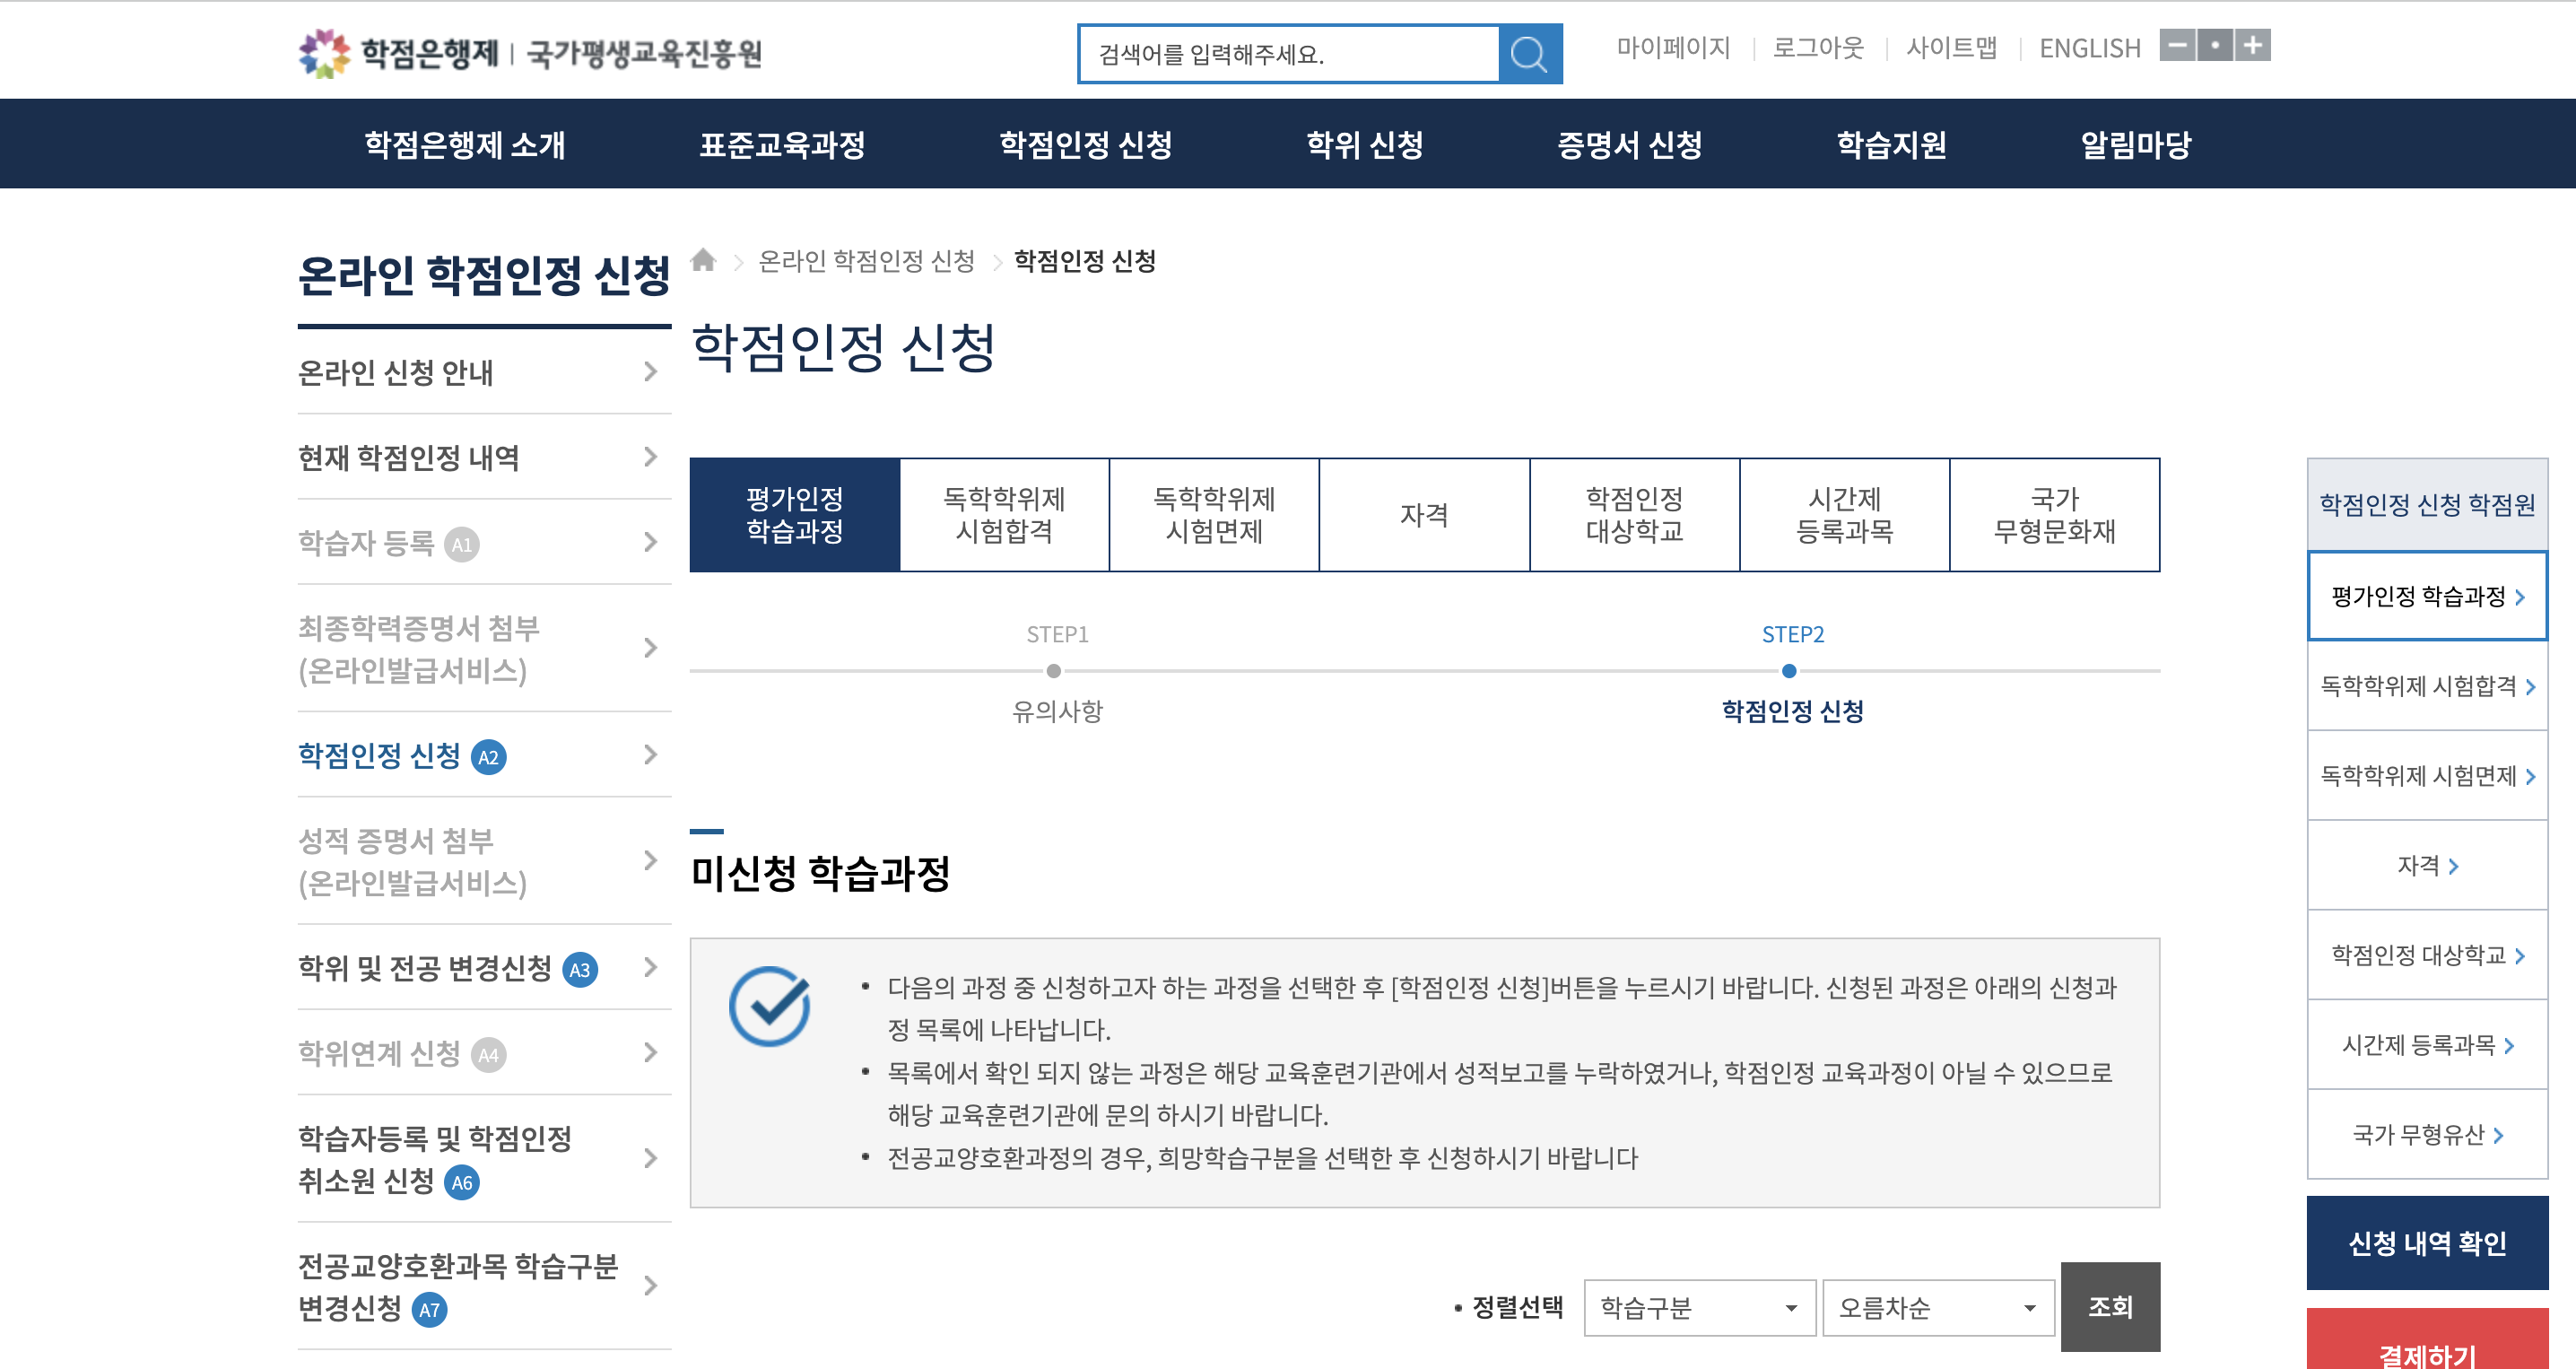 학점은행제 | 국가평생교육진흥원
검색어를 입력해주세요.
마이페이지 | 로그아웃 | 사이트맵 | ENGLISH
학점은행제 소개 표준교육과정 학점인정 신청 학위 신청 증명서 신청 학습지원 알림마당
온라인 학점인정 신청
온라인 신청 안내
현재 학점인정 내역
학습자 등록 A1
최종학력증명서 첨부
(온라인발급서비스)
학점인정 신청 A2
성적 증명서 첨부
(온라인발급서비스)
학위 및 전공 변경신청 A3
학위연계 신청 A4
학습자등록 및 학점인정
취소원 신청 A6
전공교양호환과목 학습구분
변경신청 A7
온라인 학점인정 신청 > 학점인정 신청
학점인정 신청
평가인정
학습과정
독학학위제
시험합격
독학학위제
시험면제
자격
학점인정
대상학교
시간제
등록과목
국가
무형문화재
STEP1
유의사항
STEP2
학점인정 신청
미신청 학습과정
• 다음의 과정 중 신청하고자 하는 과정을 선택한 후 [학점인정 신청]버튼을 누르시기 바랍니다. 신청된 과정은 아래의 신청과
정 목록에 나타납니다.
• 목록에서 확인 되지 않는 과정은 해당 교육훈련기관에서 성적보고를 누락하였거나, 학점인정 교육과정이 아닐 수 있으므로
해당 교육훈련기관에 문의 하시기 바랍니다.
• 전공교양호환과정의 경우, 희망학습구분을 선택한 후 신청하시기 바랍니다
• 정렬선택 학습구분 오름차순 조회
학점인정 신청 학점원
평가인정 학습과정
독학학위제 시험합격
독학학위제 시험면제
자격
학점인정 대상학교
시간제 등록과목
국가 무형유산
신청 내역 확인
결제하기